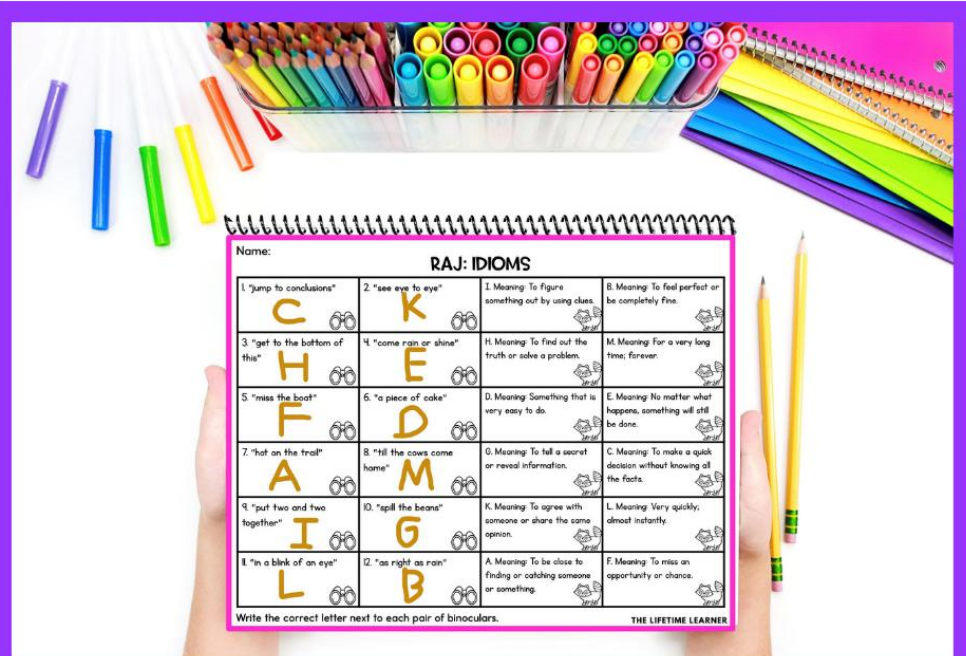 Name:
RAJ: IDIOMS
1. "jump to conclusions"
C
2. "see eye to eye"
K
I. Meaning: To figure
something out by using clues.
B. Meaning: To feel perfect or
be completely fine.
3. "get to the bottom of
this"
H
4. "come rain or shine"
E
H. Meaning: To find out the
truth or solve a problem.
M. Meaning: For a very long
time; forever.
5. "miss the boat"
F
6. "a piece of cake"
D
D. Meaning: Something that is
very easy to do.
E. Meaning: No matter what
happens, something will still
be done.
7. "hot on the trail"
A
8. "till the cows come
home"
M
G. Meaning: To tell a secret
or reveal information.
C. Meaning: To make a quick
decision without knowing all
the facts.
9. "put two and two
together"
I
10. "spill the beans"
G
K. Meaning: To agree with
someone or share the same
opinion.
L. Meaning: Very quickly;
almost instantly.
11. "in a blink of an eye"
L
12. "as right as rain"
B
A. Meaning: To be close to
finding or catching someone
or something.
F. Meaning: To miss an
opportunity or chance.
Write the correct letter next to each pair of binoculars.
THE LIFETIME LEARNER